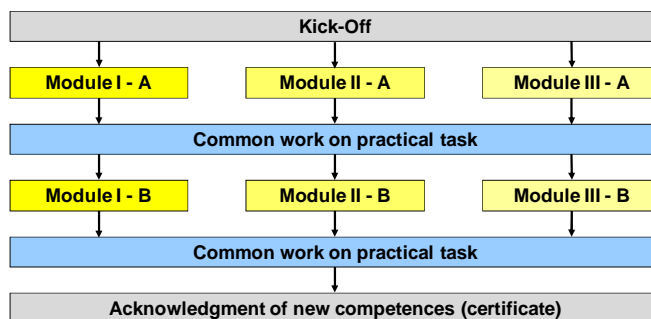 Kick-Off
Module I - A
Module II - A
Module III - A
Common work on practical task
Module I - B
Module II - B
Module III - B
Common work on practical task
Acknowledgment of new competences (certificate)